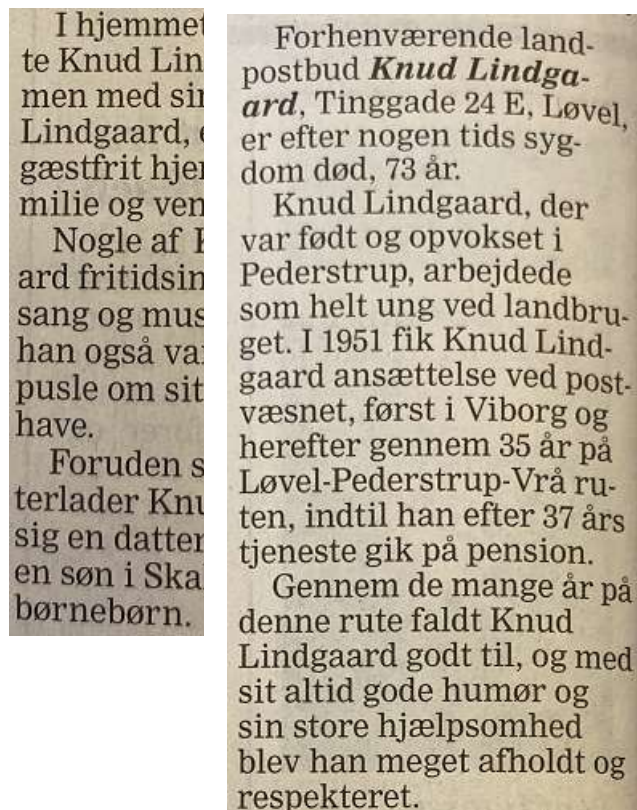 I hjemmet
te Knud Lin
men med
Lindgaard,
gæstfrit hje
milie og ven
Nogle af
ard fritidsin
sang og mus
han også va
pusle om sit
have.
Foruden s
terlader Kn
sig en datter
en søn i Ska
børnebørn.
Forhenværende land-
postbud Knud Lindga-
ard, Tinggade 24 E, Løvel,
er efter nogen tids syg-
dom død, 73 år.
Knud Lindgaard, der
var født og opvokset i
Pederstrup, arbejdede
som helt ung ved landbru-
get. I 1951 fik Knud Lind-
gaard ansættelse ved post-
væsnet, først i Viborg og
herefter gennem 35 år på
Løvel-Pederstrup-Vrå ru-
ten, indtil han efter 37 års
tjeneste gik på pension.
Gennem de mange år på
denne rute faldt Knud
Lindgaard godt til, og med
sit altid gode humør og
sin store hjælpsomhed
blev han meget afholdt og
respekteret.